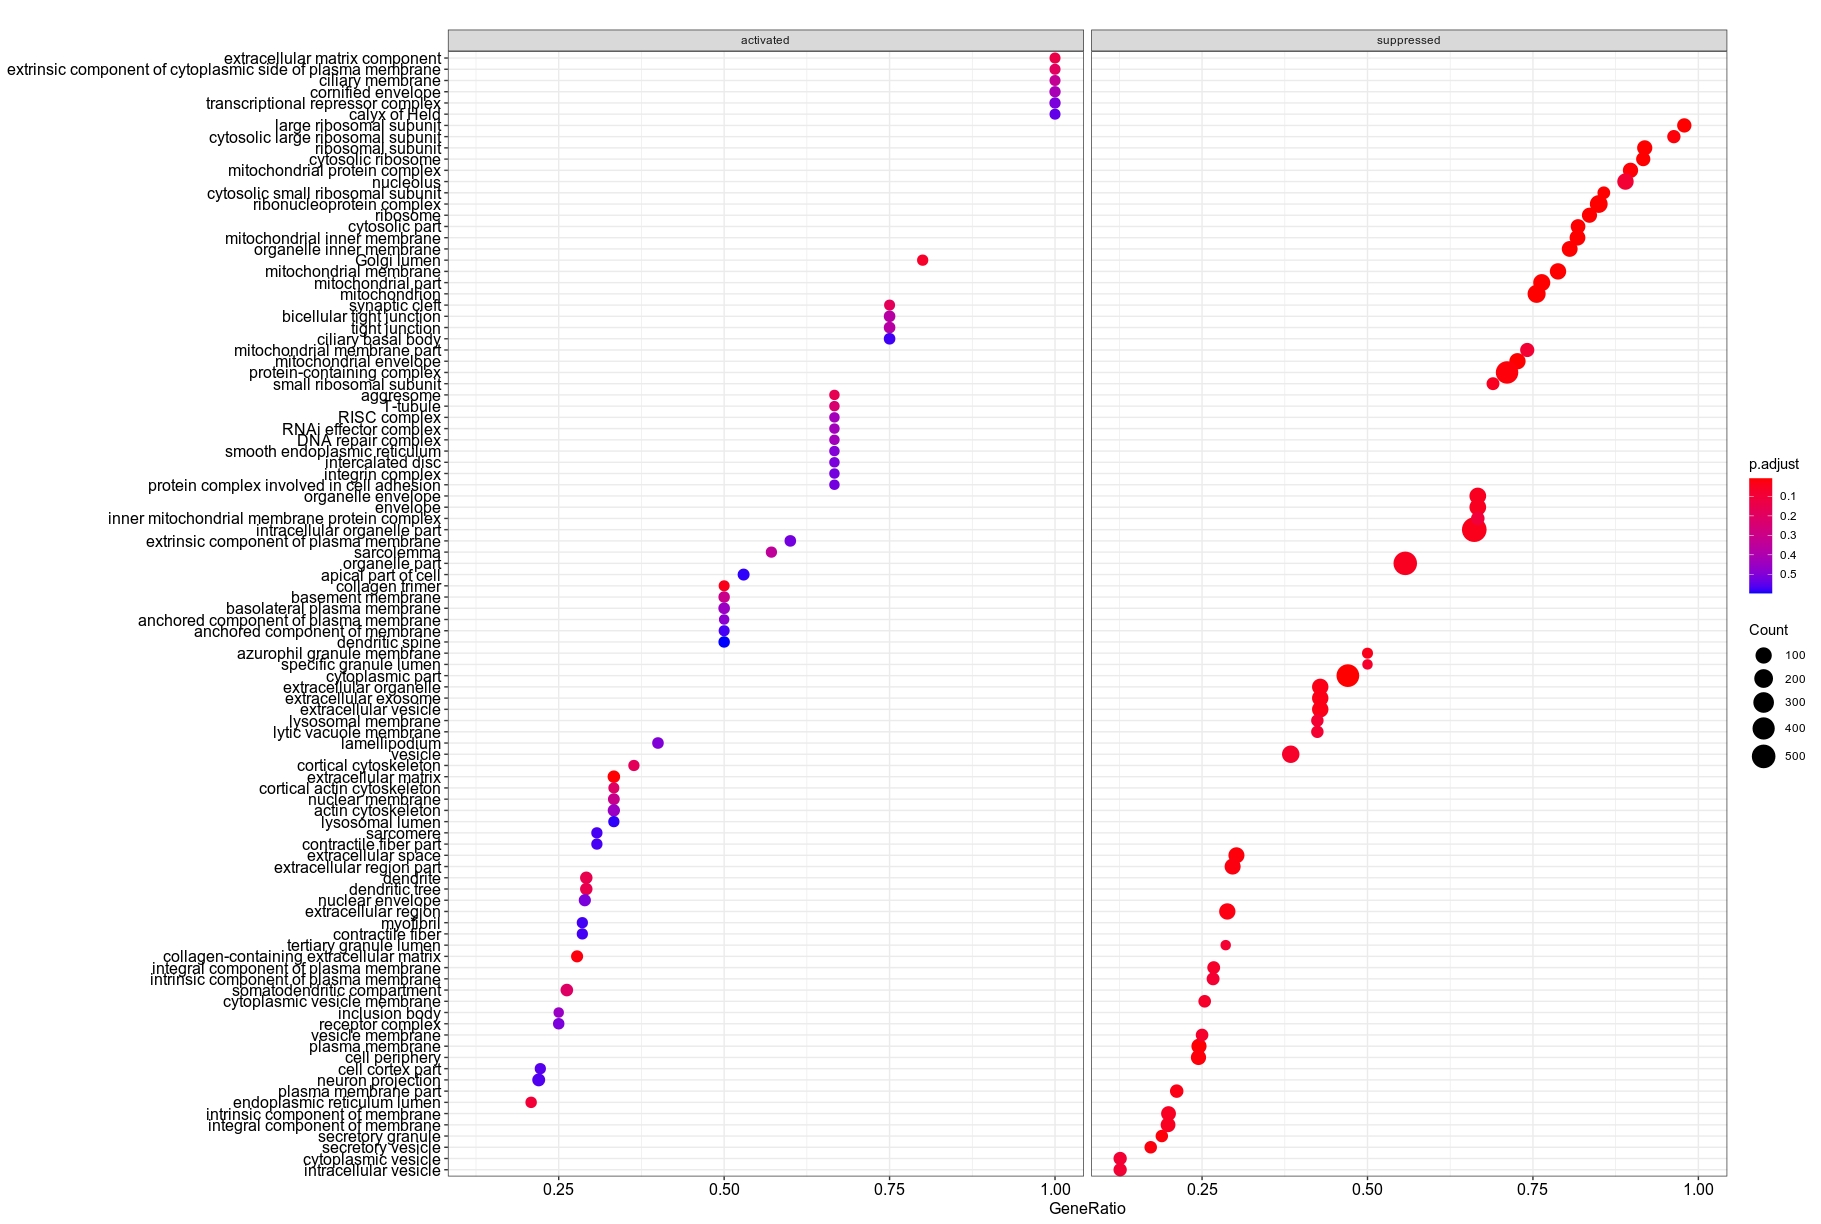 activated
suppressed
extracellular matrix component
extrinsic component of cytoplasmic side of plasma membrane
ciliary membrane
cornified envelope
transcriptional repressor complex
calyx of Held
large ribosomal subunit
cytosolic large ribosomal subunit
ribosomal subunit
cytosolic ribosome
mitochondrial protein complex
nucleolus
cytosolic small ribosomal subunit
ribonucleoprotein complex
ribosome
cytosolic part
mitochondrial inner membrane
organelle inner membrane
Golgi lumen
mitochondrial membrane
mitochondrial part
mitochondrion
synaptic cleft
bicellular tight junction
tight junction
ciliary basal body
mitochondrial membrane part
mitochondrial envelope
protein-containing complex
small ribosomal subunit
aggresome
T-tubule
RISC complex
RNAi effector complex
DNA repair complex
smooth endoplasmic reticulum
intercalated disc
integrin complex
protein complex involved in cell adhesion
organelle envelope
envelope
inner mitochondrial membrane protein complex
intracellular organelle part
extrinsic component of plasma membrane
sarcolemma
organelle part
apical part of cell
collagen trimer
basement membrane
basolateral plasma membrane
anchored component of plasma membrane
anchored component of membrane
dendritic spine
azurophil granule membrane
specific granule lumen
cytoplasmic part
extracellular organelle
extracellular exosome
extracellular vesicle
lysosomal membrane
lytic vacuole membrane
lamellipodium
vesicle
cortical cytoskeleton
extracellular matrix
cortical actin cytoskeleton
nuclear membrane
actin cytoskeleton
lysosomal lumen
sarcomere
contractile fiber part
extracellular space
extracellular region part
dendrite
dendritic tree
nuclear envelope
extracellular region
myofibril
contractile fiber
tertiary granule lumen
collagen-containing extracellular matrix
integral component of plasma membrane
intrinsic component of plasma membrane
somatodendritic compartment
cytoplasmic vesicle membrane
inclusion body
receptor complex
vesicle membrane
plasma membrane
cell periphery
cell cortex part
neuron projection
plasma membrane part
endoplasmic reticulum lumen
intrinsic component of membrane
integral component of membrane
secretory granule
secretory vesicle
cytoplasmic vesicle
intracellular vesicle
0.25 0.50 0.75 1.00
0.25 0.50 0.75 1.00
GeneRatio
p.adjust
0.1
0.2
0.3
0.4
0.5
Count
100
200
300
400
500